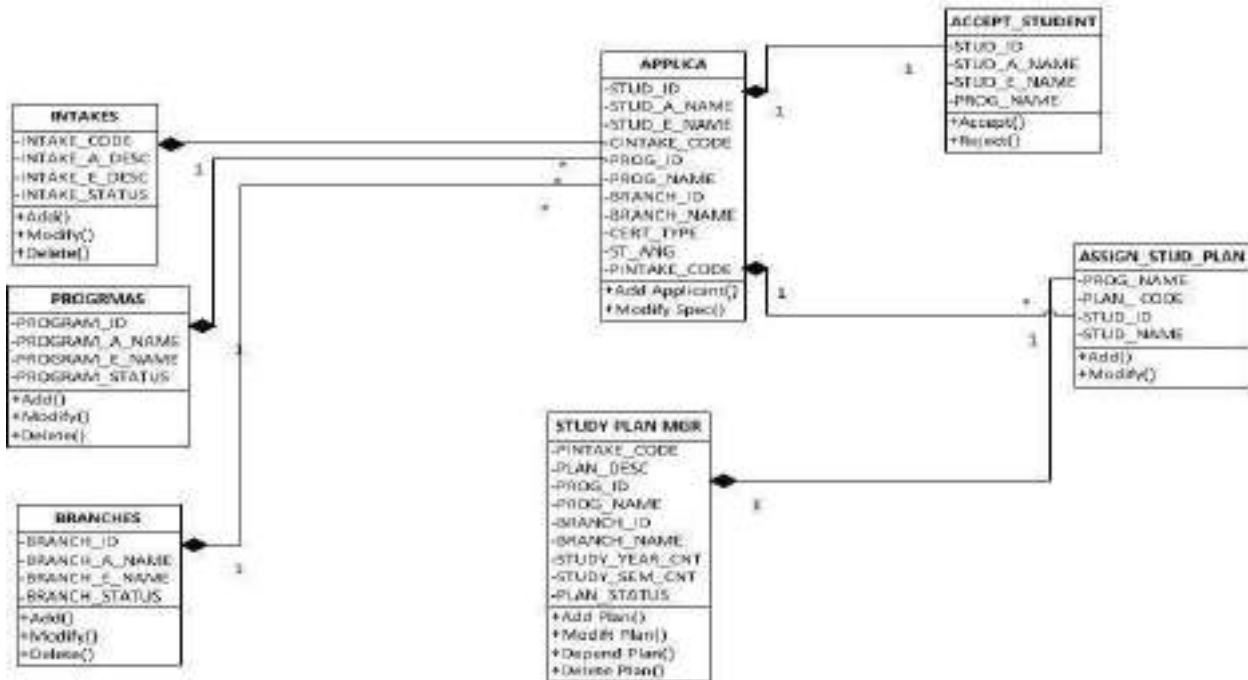 INTAKES
-INTAKE_CODE
-INTAKE_A_DESC
-INTAKE_E_DESC
-INTAKE_STATUS
+Add()
+Modify()
+Delete()
1
PROGRMAS
-PROGRAM_ID
-PROGRAM_A_NAME
-PROGRAM_E_NAME
-PROGRAM_STATUS
+Add()
+Modify()
+Delete()
1
BRANCHES
-BRANCH_ID
-BRANCH_A_NAME
-BRANCH_E_NAME
-BRANCH_STATUS
+Add()
+Modify()
+Delete()
1
*
*
*
APPLICA
-STUD_ID
-STUD_A_NAME
-STUD_E_NAME
-CINTAKE_CODE
-PROG_ID
-PROG_NAME
-BRANCH_ID
-BRANCH_NAME
-CERT_TYPE
-ST_ANG
-PINTAKE_CODE
+Add Applicant()
+Modify Spec()
1
1
1
ACCEPT_STUDENT
-STUD_ID
-STUD_A_NAME
-STUD_E_NAME
-PROG_NAME
+Accept()
+Reject()
ASSIGN_STUD_PLAN
-PROG_NAME
-PLAN_CODE
-STUD_ID
-STUD_NAME
+Add()
+Modify()
*
1
STUDY PLAN MGR
-PINTAKE_CODE
-PLAN_DESC
-PROG_ID
-PROG_NAME
-BRANCH_ID
-BRANCH_NAME
-STUDY_YEAR_CNT
-STUDY_SEM_CNT
-PLAN_STATUS
+Add Plan()
+Modift Plan()
+Depend Plan()
+Delete Plan()